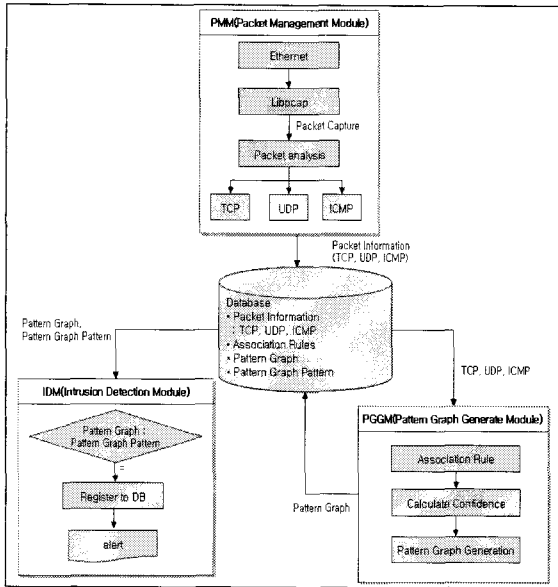 PMM(Packet Management Module)
Ethernet
Libpcap
Packet Capture
Packet analysis
TCP
UDP
ICMP
Packet Information
(TCP, UDP, ICMP)
Database
• Packet Information
: TCP, UDP, ICMP
• Association Rules
• Pattern Graph
• Pattern Graph Pattern
Pattern Graph,
Pattern Graph Pattern
TCP, UDP, ICMP
IDM(Intrusion Detection Module)
Pattern Graph :
Pattern Graph Pattern
=
Register to DB
alert
Pattern Graph
PGGM(Pattern Graph Generate Module)
Association Rule
Calculate Confidence
Pattern Graph Generation